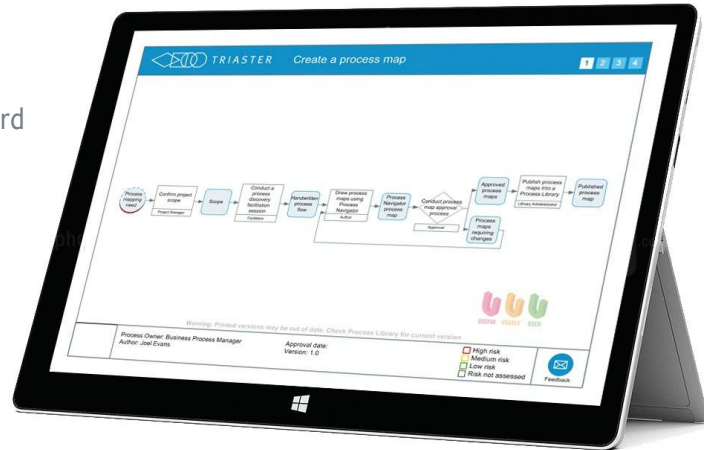 rd
TRIASTER
Create a process map
1 2 3 4
Process
mapping
need
Confirm project
scope
Project Manager
Scope
Conduct a
process
discovery
facilitation
session
Facilitator
Handwritten
process
flow
Draw process
maps using
Process
Navigator
Author
Process
Navigator
process
map
Conduct process
map approval
process
Approver
Approved
process
maps
Process
maps
requiring
changes
Publish process
maps into a
Process Library
Library Administrator
Published
process
map
USEFUL USABLE USED
Warning: Printed versions may be out of date. Check Process Library for current version
Process Owner: Business Process Manager
Author: Joel Evans
Approval date:
Version: 1.0
High risk
Medium risk
Low risk
Risk not assessed
Feedback